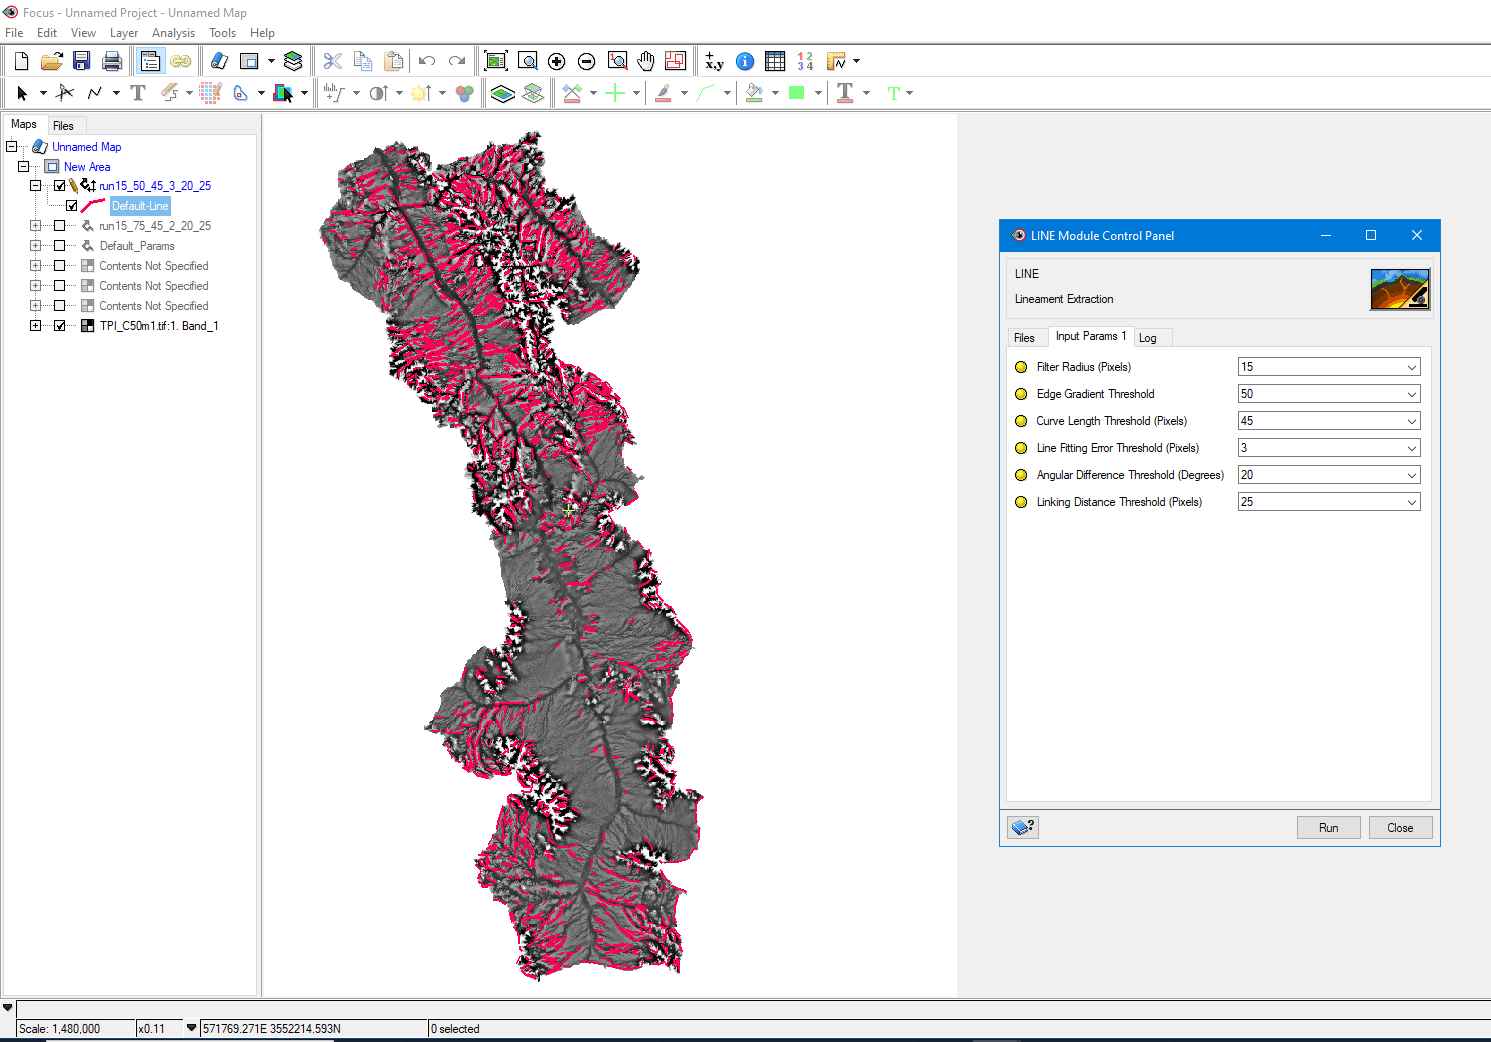 Focus - Unnamed Project - Unnamed Map
File Edit View Layer Analysis Tools Help
+x,y 1 2 3 4
T T T
Maps Files
Unnamed Map
New Area
run15_50_45_3_20_25
Default-Line
run15_75_45_2_20_25
Default_Params
Contents Not Specified
Contents Not Specified
Contents Not Specified
TPI_C50m1.tif:1. Band_1
LINE Module Control Panel
LINE
Lineament Extraction
Files Input Params 1 Log
Filter Radius (Pixels) 15
Edge Gradient Threshold 50
Curve Length Threshold (Pixels) 45
Line Fitting Error Threshold (Pixels) 3
Angular Difference Threshold (Degrees) 20
Linking Distance Threshold (Pixels) 25
Run Close
Scale: 1,480,000 x0.11 571769.271E 3552214.593N 0 selected